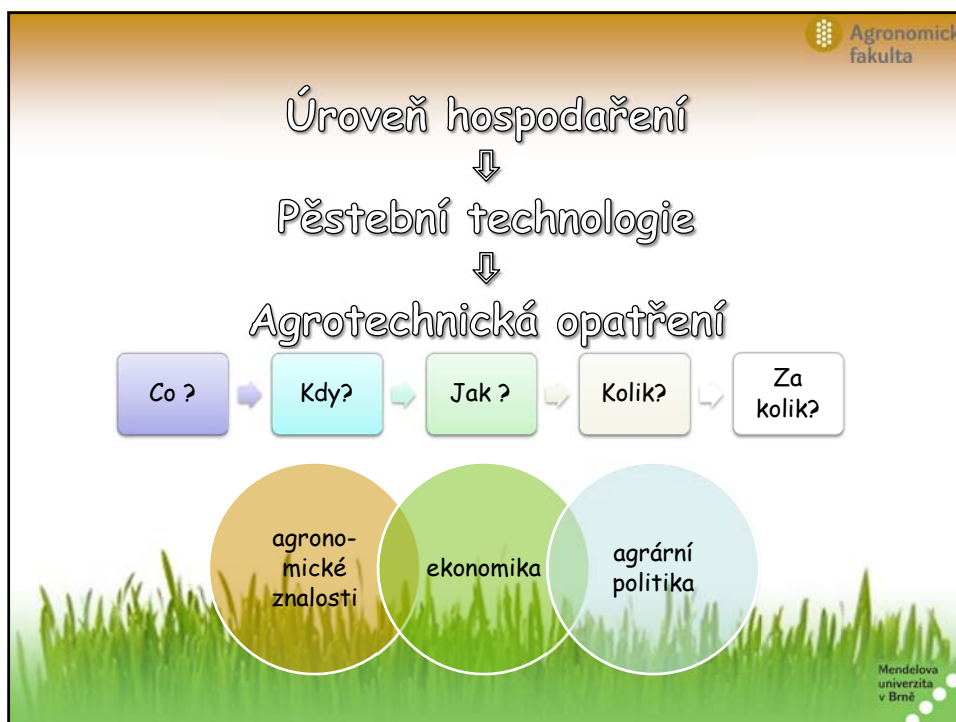 Agronomick
fakulta
Úroveň hospodaření
Pěstební technologie
Agrotechnická opatření
Co ?
Kdy?
Jak ?
Kolik?
Za
kolik?
agrono-
mické
znalosti
ekonomika
agrární
politika
Mendelova
univerzita
v Brně